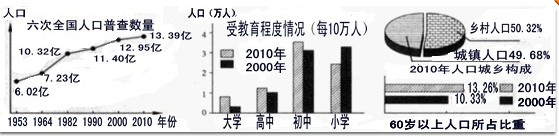 人口
六次全国人口普查数量
6.02亿
7.23亿
10.32亿
11.40亿
12.95亿
13.39亿
1953 1964 1982 1990 2000 2010 年份
人口（万人）
受教育程度情况（每10万人）
4
3
2
1
0
2010年
2000年
大学 高中 初中 小学
乡村人口50.32%
城镇人口49.68%
2010年人口城乡构成
13.26% 2010年
10.33% 2000年
60岁以上人口所占比重